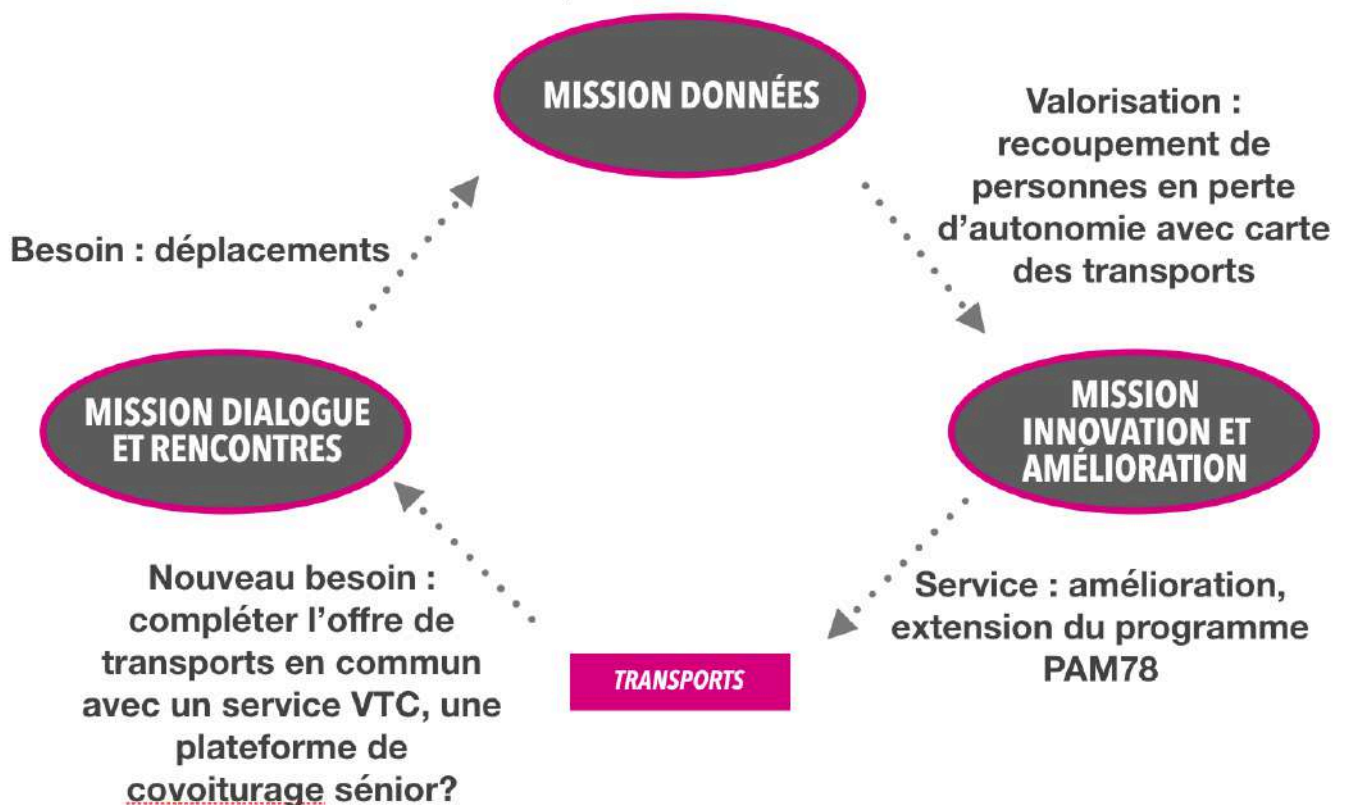 MISSION DONNÉES
Valorisation :
recoupement de
personnes en perte
d'autonomie avec carte
des transports
Besoin : déplacements
MISSION DIALOGUE
ET RENCONTRES
MISSION
INNOVATION ET
AMÉLIORATION
Nouveau besoin :
compléter l'offre de
transports en commun
avec un service VTC, une
plateforme de
covoiturage sénior?
TRANSPORTS
Service : amélioration,
extension du programme
PAM78